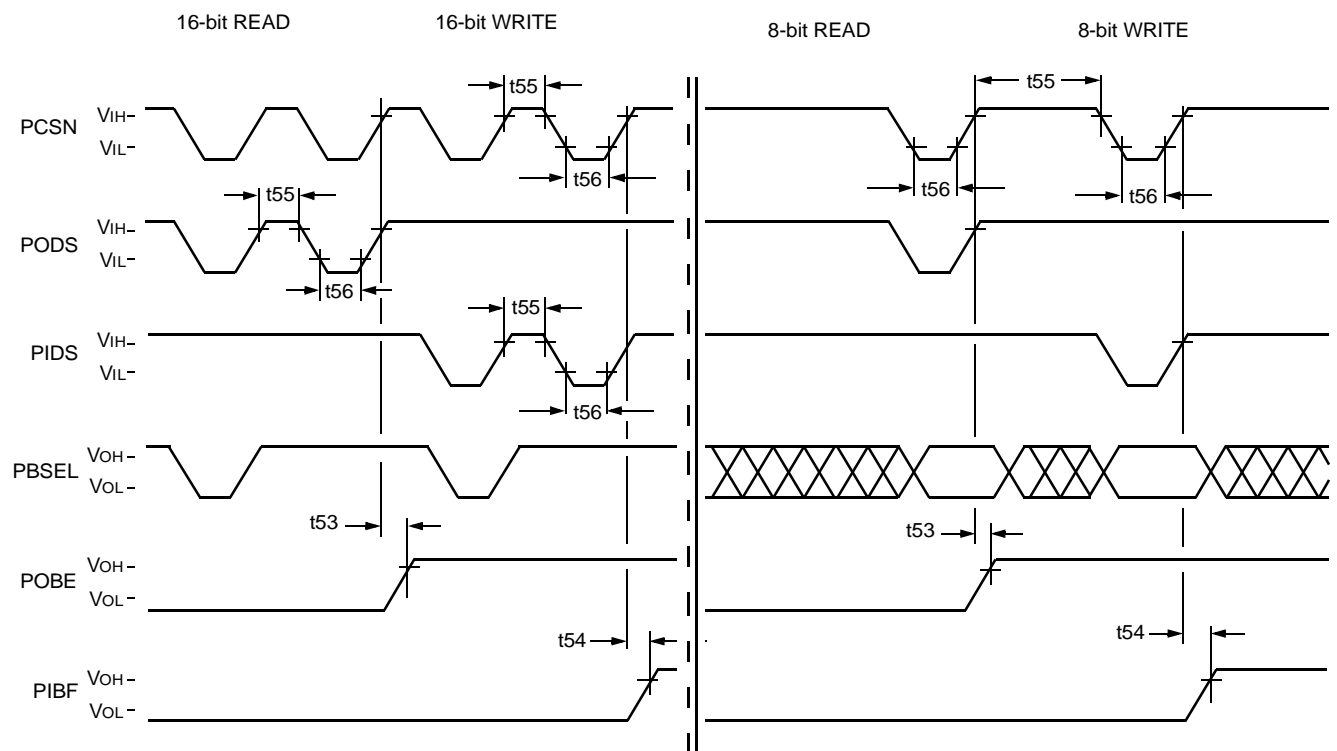 16-bit READ 16-bit WRITE 8-bit READ 8-bit WRITE
t55 t55
PCSN VIH– VIL–
t56 t56 t56
t55
PODS VIH– VIL–
t56
t55
PIDS VIH– VIL–
t56
PBSEL VOH– VOL–
t53 t53
POBE VOH– VOL–
t54 t54
PIBF VOH– VOL–